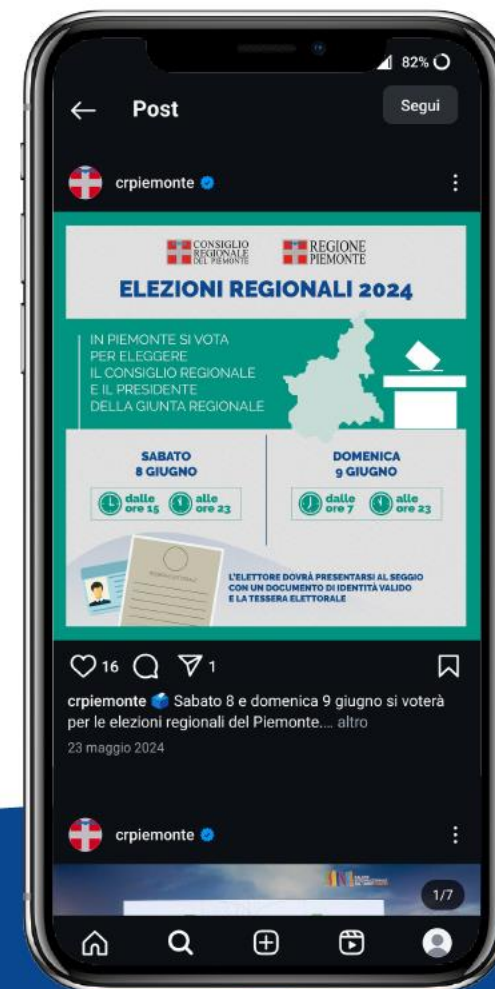 82%
Post
Segui
crpiemonte
CONSIGLIO
REGIONALE
DEL PIEMONTE
REGIONE
PIEMONTE
ELEZIONI REGIONALI 2024
IN PIEMONTE SI VOTA
PER ELEGGERE
IL CONSIGLIO REGIONALE
E IL PRESIDENTE
DELLA GIUNTA REGIONALE
SABATO
8 GIUGNO
dalle
ore 15
alle
ore 23
DOMENICA
9 GIUGNO
dalle
ore 7
alle
ore 23
L'ELETTORE DOVRÀ PRESENTARSI AL SEGGIO
CON UN DOCUMENTO DI IDENTITÀ VALIDO
E LA TESSERA ELETTORALE
16
1
crpiemonte Sabato 8 e domenica 9 giugno si voterà
per le elezioni regionali del Piemonte.... altro
23 maggio 2024
crpiemonte
1/7